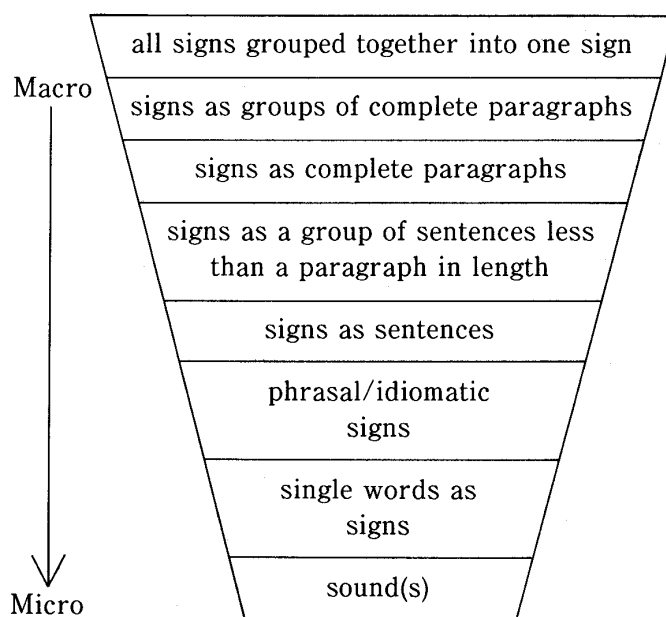 all signs grouped together into one sign
Macro
signs as groups of complete paragraphs
signs as complete paragraphs
signs as a group of sentences less
than a paragraph in length
signs as sentences
phrasal/idiomatic
signs
single words as
signs
sound(s)
Micro